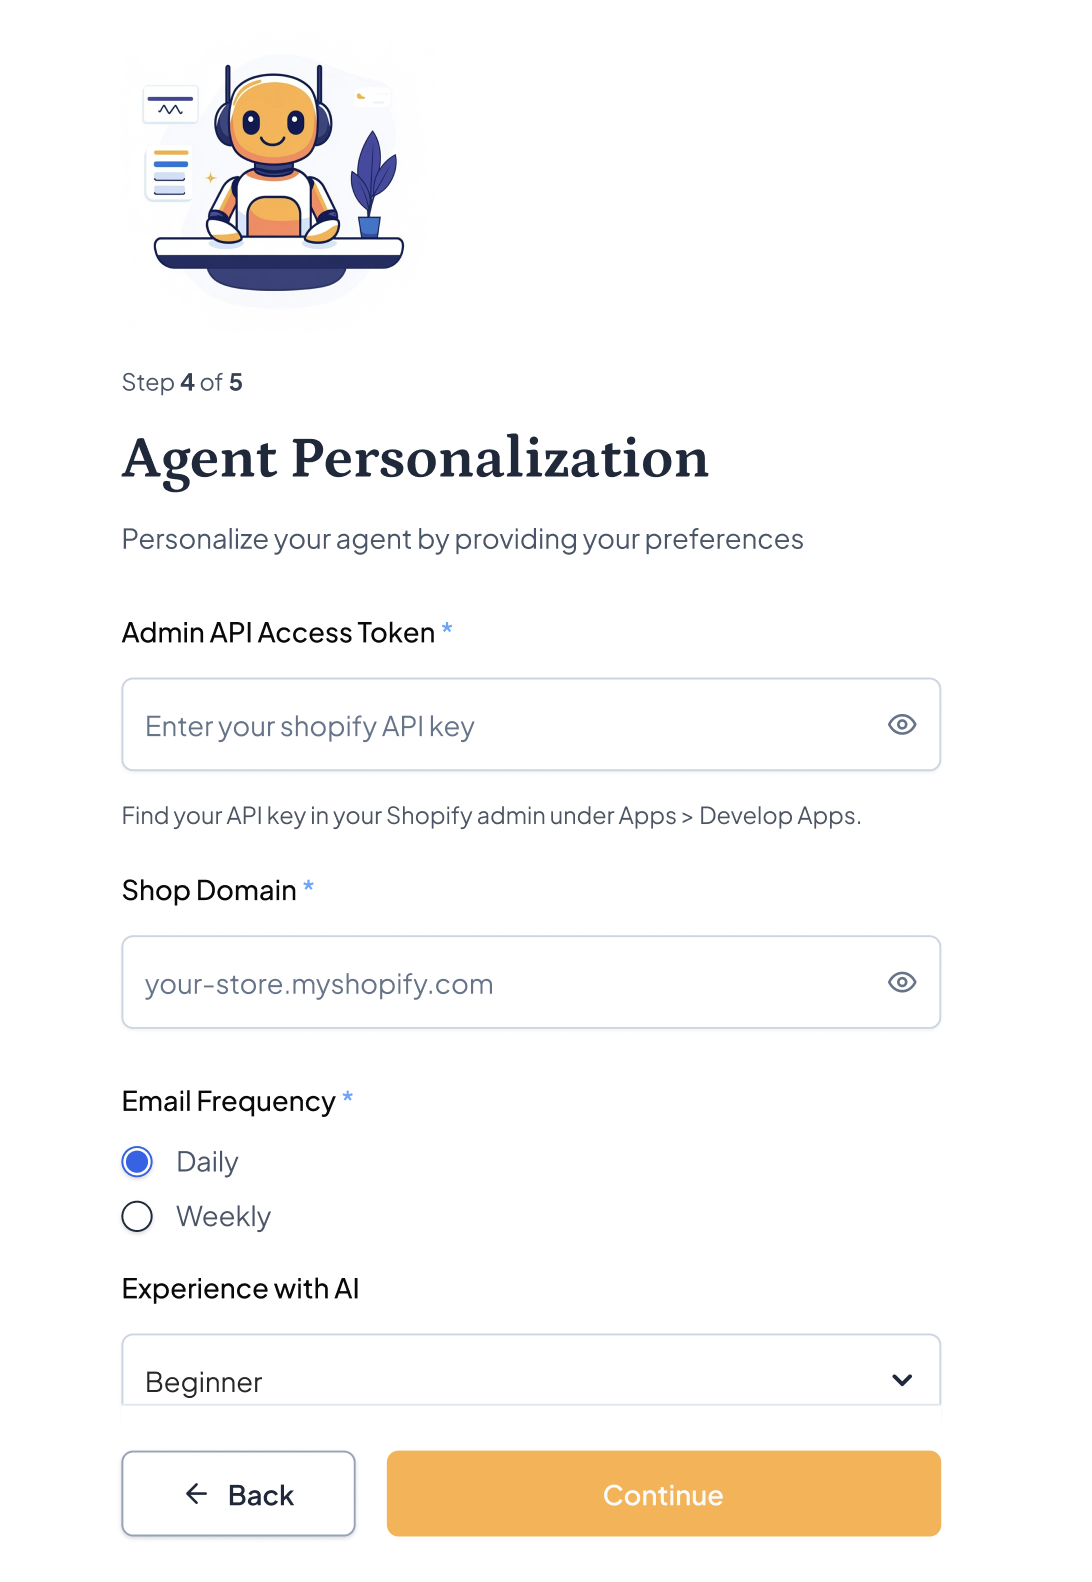 Step 4 of 5
Agent Personalization
Personalize your agent by providing your preferences
Admin API Access Token *
Enter your shopify API key
Find your API key in your Shopify admin under Apps > Develop Apps.
Shop Domain *
your-store.myshopify.com
Email Frequency *
Daily
Weekly
Experience with AI
Beginner
← Back
Continue